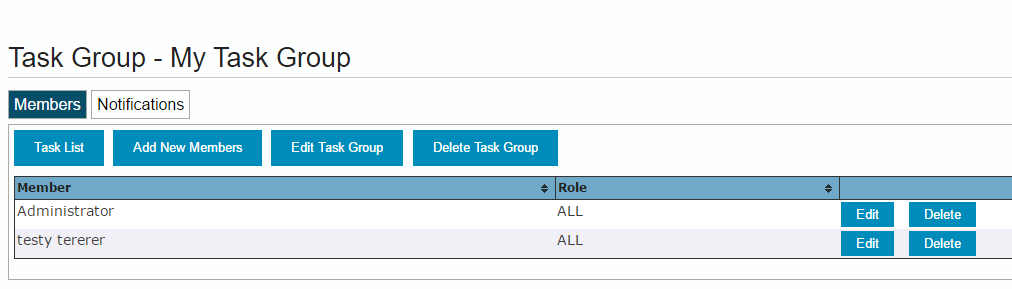 Task Group - My Task Group
Members Notifications
Task List Add New Members Edit Task Group Delete Task Group
Member Role
Administrator ALL Edit Delete
testy tererer ALL Edit Delete